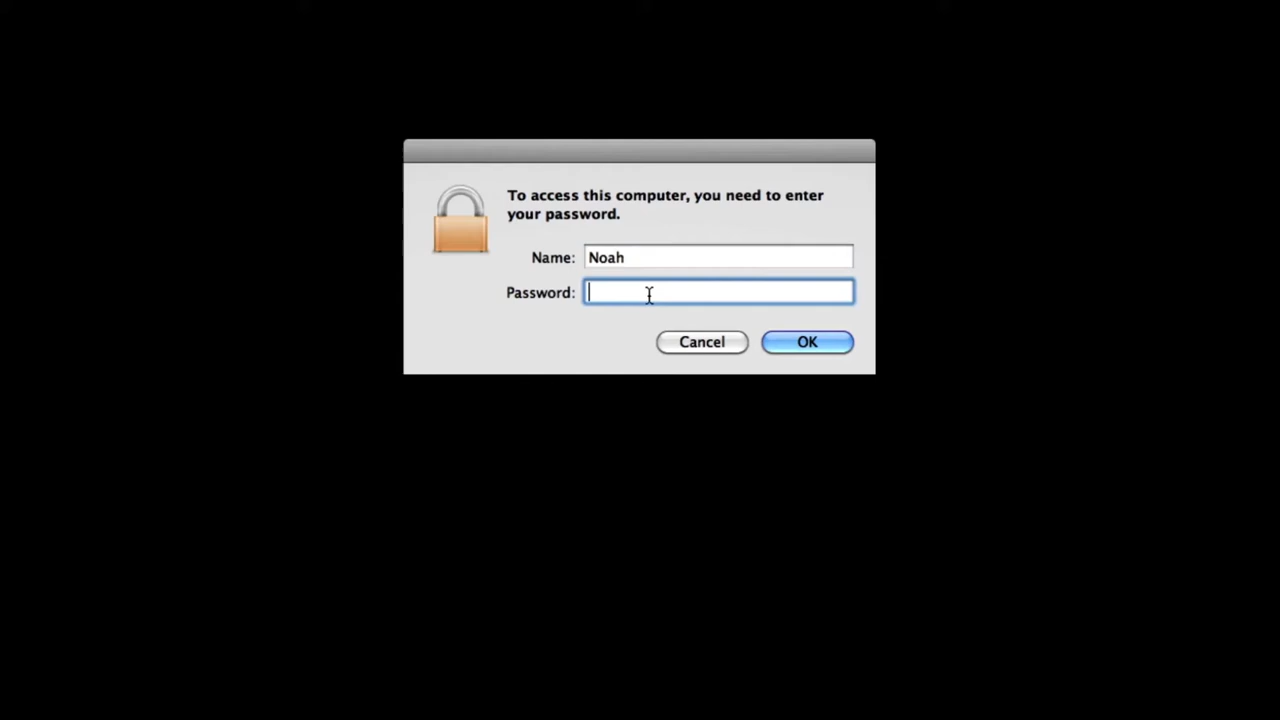 To access this computer, you need to enter
your password.
Name: Noah
Password:
Cancel OK